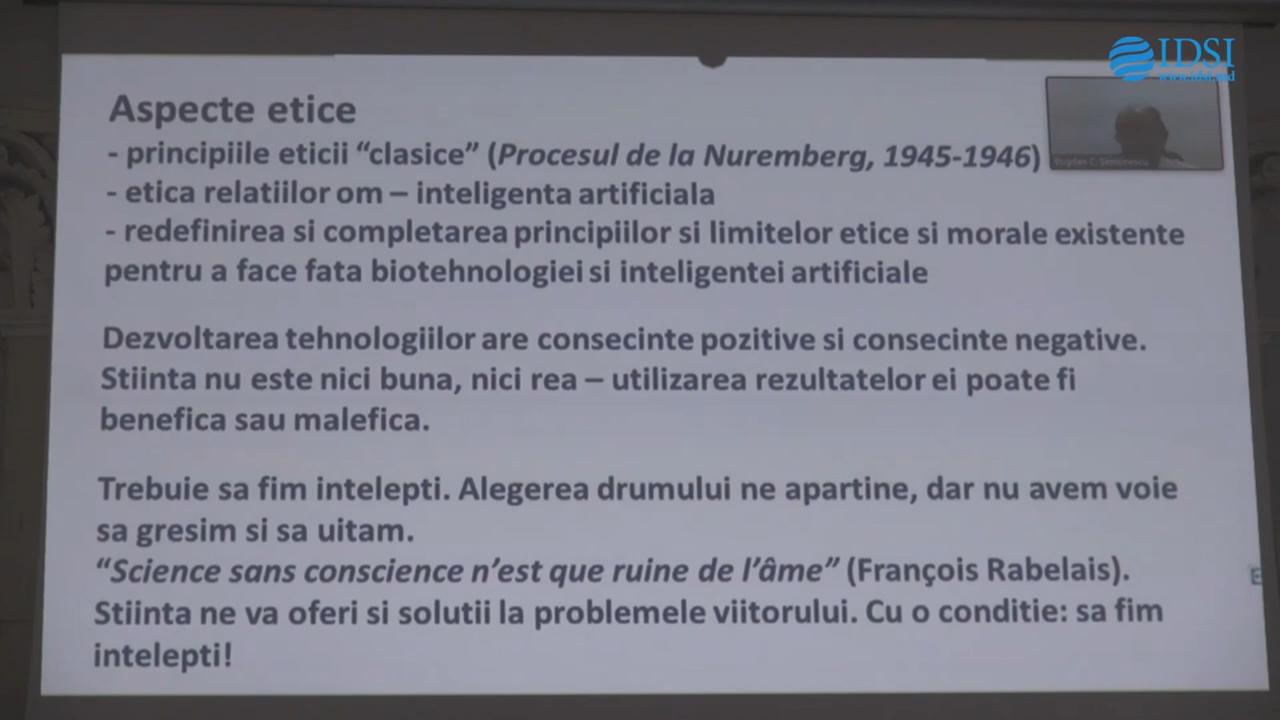 IDSI
www.idsi.md
Aspecte etice
- principiile eticii “clasice” (Procesul de la Nuremberg, 1945-1946)
Bogdan C. Simionescu
- etica relatiilor om – inteligenta artificiala
- redefinirea si completarea principiilor si limitelor etice si morale existente
pentru a face fata biotehnologiei si inteligentei artificiale
Dezvoltarea tehnologiilor are consecinte pozitive si consecinte negative.
Stiinta nu este nici buna, nici rea – utilizarea rezultatelor ei poate fi
benefica sau malefica.
Trebuie sa fim intelepti. Alegerea drumului ne apartine, dar nu avem voie
sa gresim si sa uitam.
“Science sans conscience n’est que ruine de l’âme” (François Rabelais).
Stiinta ne va oferi si solutii la problemele viitorului. Cu o conditie: sa fim
intelepti!